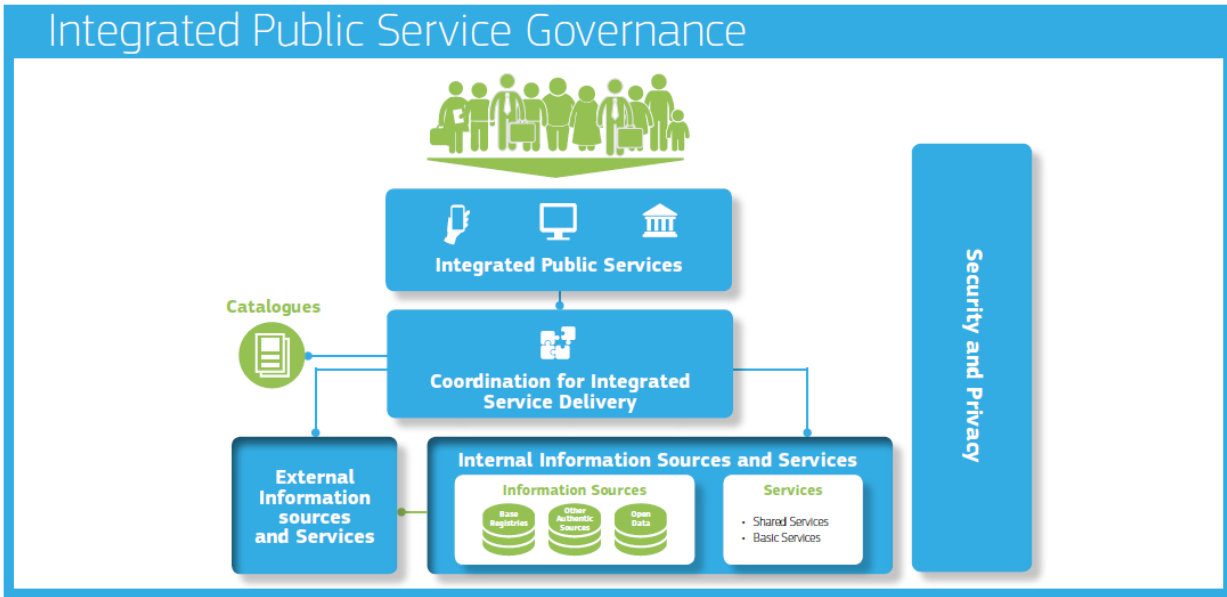 Integrated Public Service Governance
Integrated Public Services
Catalogues
Coordination for Integrated
Service Delivery
Security and Privacy
External
Information
sources
and Services
Internal Information Sources and Services
Information Sources
Base
Registries
Other
Authentic
Sources
Open
Data
Services
• Shared Services
• Basic Services